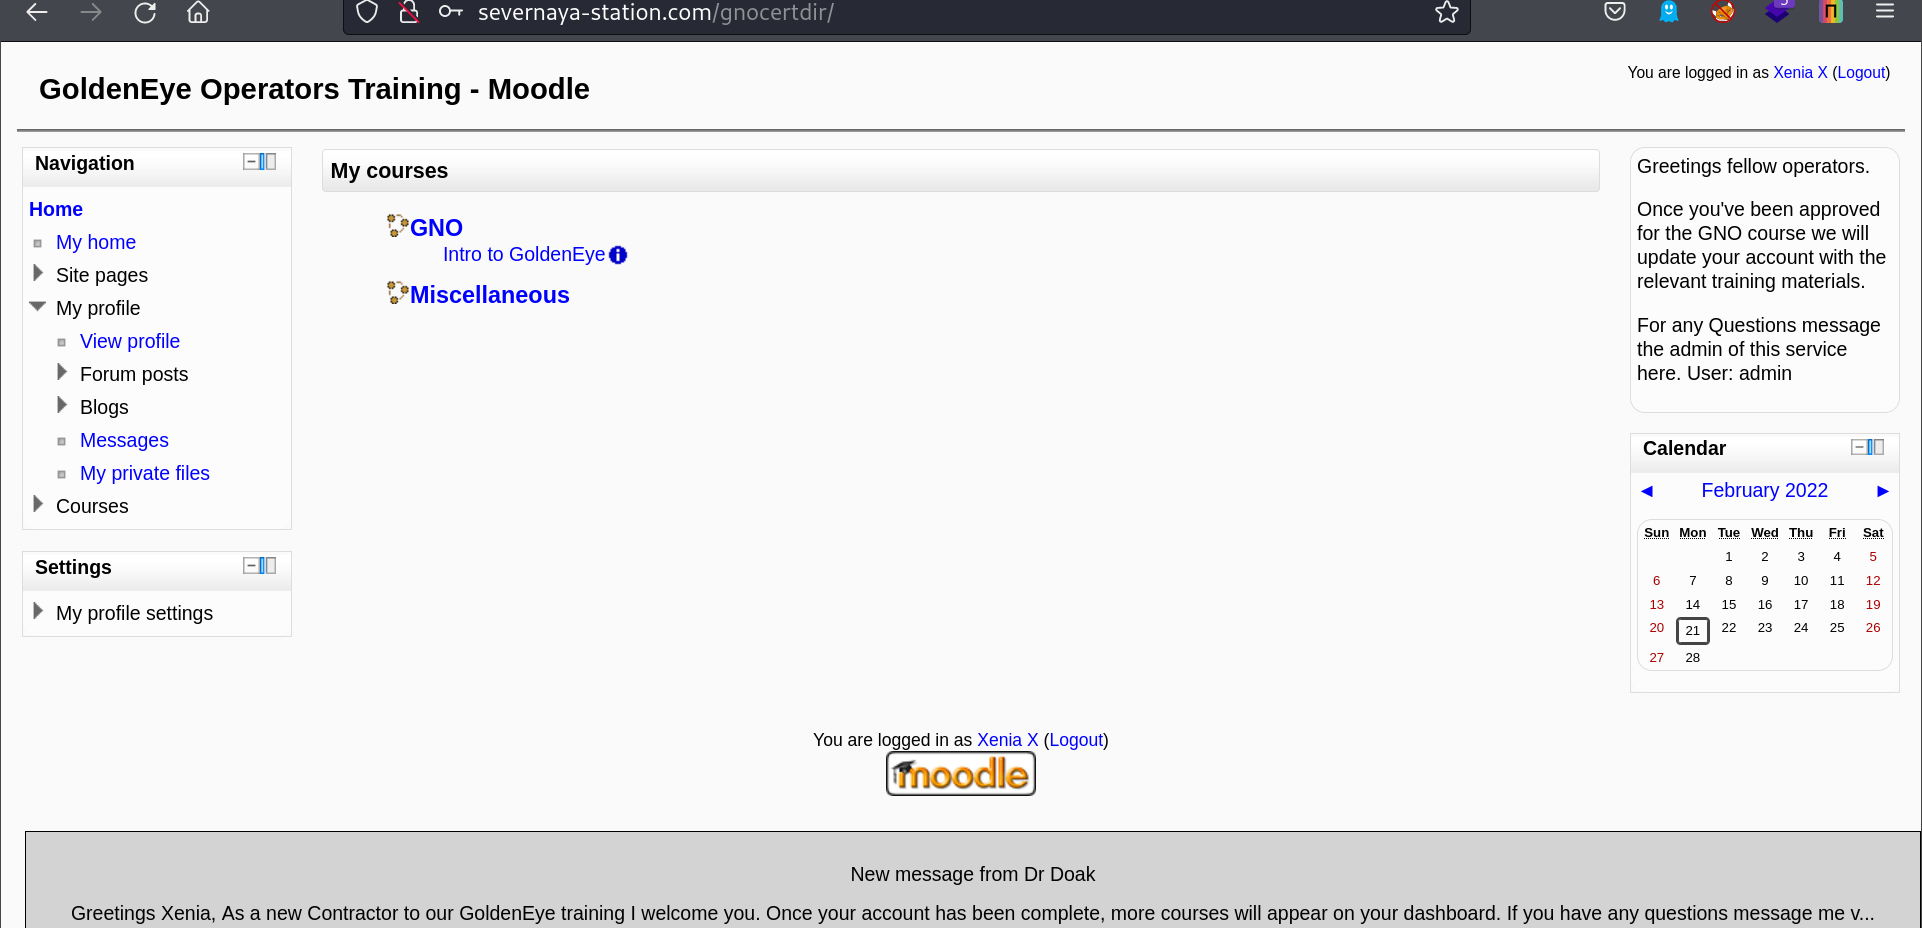 severnaya-station.com/gnocertdir/
GoldenEye Operators Training - Moodle
You are logged in as Xenia X (Logout)
Navigation
Home
My home
Site pages
My profile
View profile
Forum posts
Blogs
Messages
My private files
Courses
Settings
My profile settings
My courses
GNO
Intro to GoldenEye
Miscellaneous
Greetings fellow operators.
Once you've been approved
for the GNO course we will
update your account with the
relevant training materials.
For any Questions message
the admin of this service
here. User: admin
Calendar
◄ February 2022 ►
Sun Mon Tue Wed Thu Fri Sat
1 2 3 4 5
6 7 8 9 10 11 12
13 14 15 16 17 18 19
20 21 22 23 24 25 26
27 28
You are logged in as Xenia X (Logout)
moodle
New message from Dr Doak
Greetings Xenia, As a new Contractor to our GoldenEye training I welcome you. Once your account has been complete, more courses will appear on your dashboard. If you have any questions message me v...